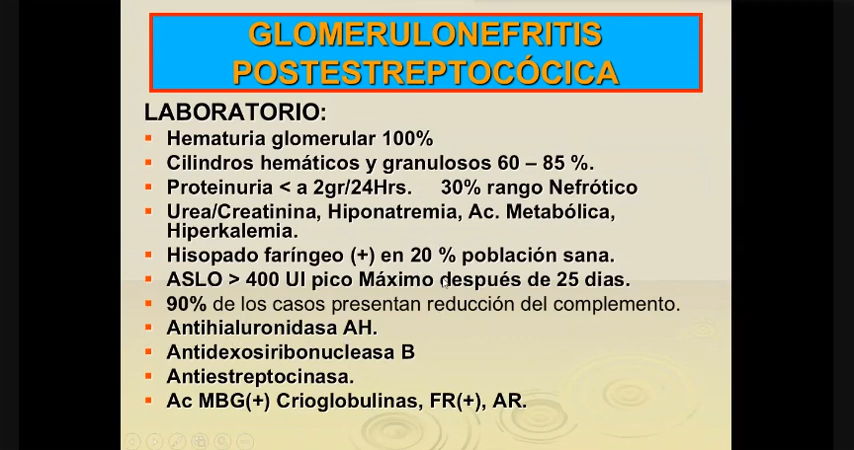 GLOMERULONEFRITIS
POSTESTREPTOCÓCICA
LABORATORIO:
Hematuria glomerular 100%
Cilindros hemáticos y granulosos 60 – 85 %.
Proteinuria < a 2gr/24Hrs. 30% rango Nefrótico
Urea/Creatinina, Hiponatremia, Ac. Metabólica,
Hiperkalemia.
Hisopado faríngeo (+) en 20 % población sana.
ASLO > 400 UI pico Máximo después de 25 dias.
90% de los casos presentan reducción del complemento.
Antihialuronidasa AH.
Antidexosiribonucleasa B
Antiestreptocinasa.
Ac MBG(+) Crioglobulinas, FR(+), AR.